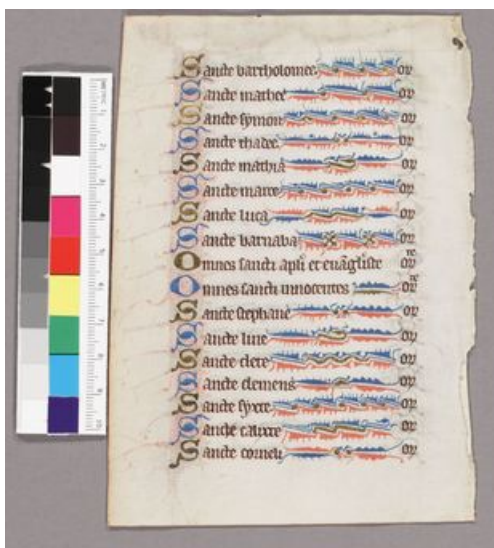 Sancte bartholomee. or
Sancte mathee or
Sancte symon or
Sancte thadee or
Sancte mathia or
Sancte marce or
Sancte luca or
Sancte barnaba or
Omnes sancti apli et evãgliste or
Omnes sancti innocentes or
Sancte stephane or
Sancte line or
Sancte clete or
Sancte clemens or
Sancte syxte or
Sancte calixte or
Sancte corneli or